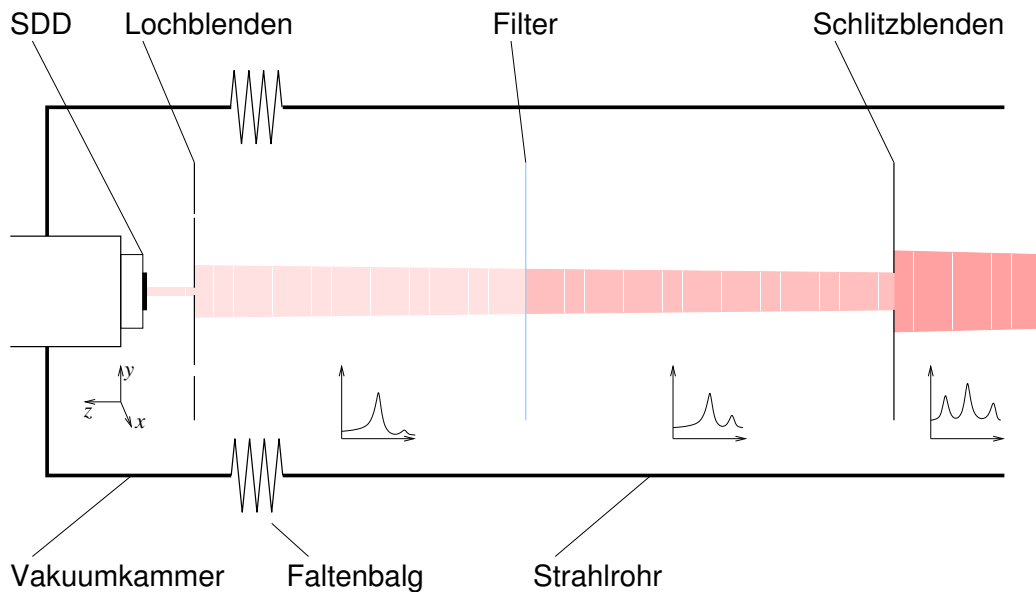 SDD
Lochblenden
Filter
Schlitzblenden
y
z
x
Vakuumkammer
Faltenbalg
Strahlrohr